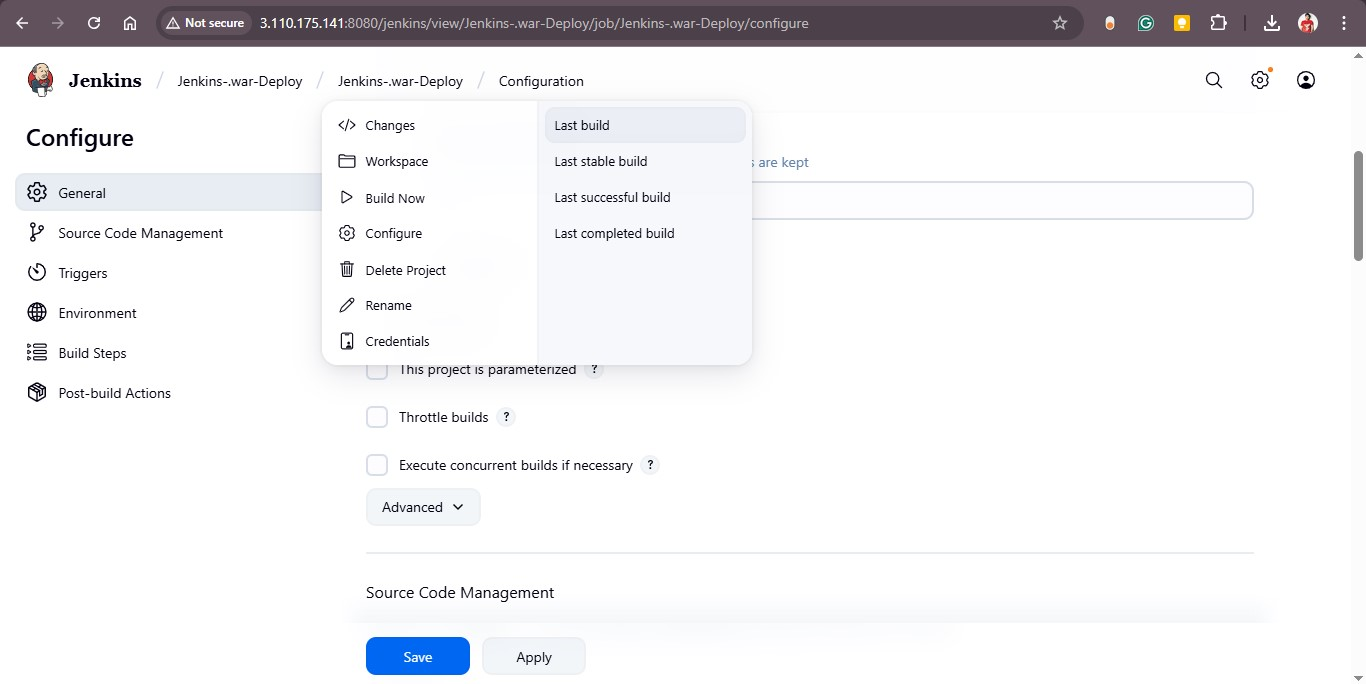 Not secure
3.110.175.141:8080/jenkins/view/Jenkins-.war-Deploy/job/Jenkins-.war-Deploy/configure
Jenkins / Jenkins-.war-Deploy / Jenkins-.war-Deploy / Configuration
Configure
General
Source Code Management
Triggers
Environment
Build Steps
Post-build Actions
Changes
Workspace
Build Now
Configure
Delete Project
Rename
Credentials
Last build
Last stable build
Last successful build
Last completed build
s are kept
This project is parameterized ?
Throttle builds ?
Execute concurrent builds if necessary ?
Advanced
Source Code Management
Save
Apply